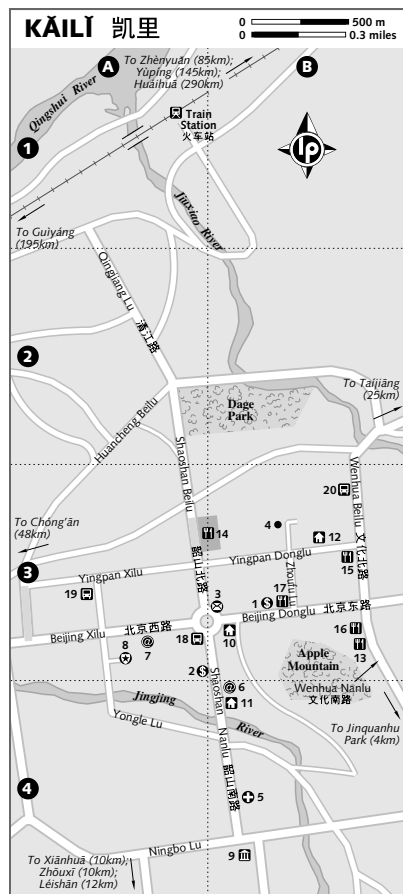 KǍILǏ 凯里
0 500 m
0 0.3 miles
A
B
To Zhènyuǎn (85km);
Yùpíng (145km);
Huáihuà (290km)
Qingshui River
Train
Station
火车站
1
lp
Jiuxiao River
To Guìyáng
(195km)
Qingjiang Lu 清江路
2
To Táijiāng
(25km)
Dage
Park
Huancheng Beilu
Shaoshan Beilu 韶山北路
Wenhua Beilu 文化北路
20
To Chóng'ān
(48km)
14
4
12
Yingpan Donglu
15
3
Yingpan Xilu
Zhoufu Lu
19
3
17
1
Beijing Donglu 北京东路
北京西路
Beijing Xilu
18
10
16
8
7
13
Apple
Mountain
2
6
Wenhua Nanlu
文化南路
Shaoshan Nanlu 韶山南路
11
Jingjing River
Yongle Lu
To Jinquanhu
Park (4km)
4
5
Ningbo Lu
9
To Xiānhuā (10km);
Zhōuxī (10km);
Léishān (12km)